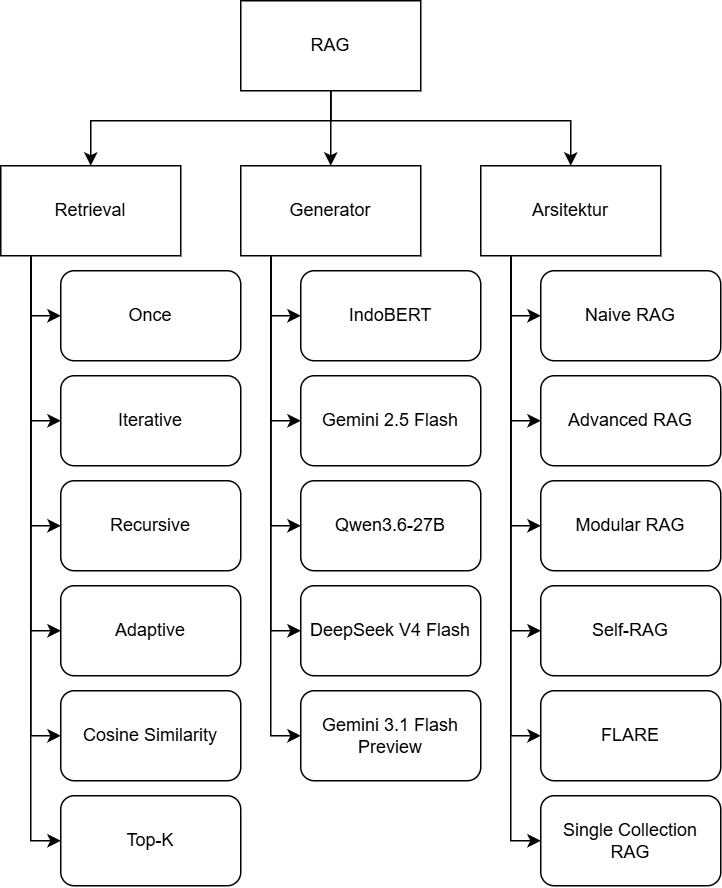 RAG
Retrieval
Generator
Arsitektur
Once
Iterative
Recursive
Adaptive
Cosine Similarity
Top-K
IndoBERT
Gemini 2.5 Flash
Qwen3.6-27B
DeepSeek V4 Flash
Gemini 3.1 Flash
Preview
Naive RAG
Advanced RAG
Modular RAG
Self-RAG
FLARE
Single Collection
RAG